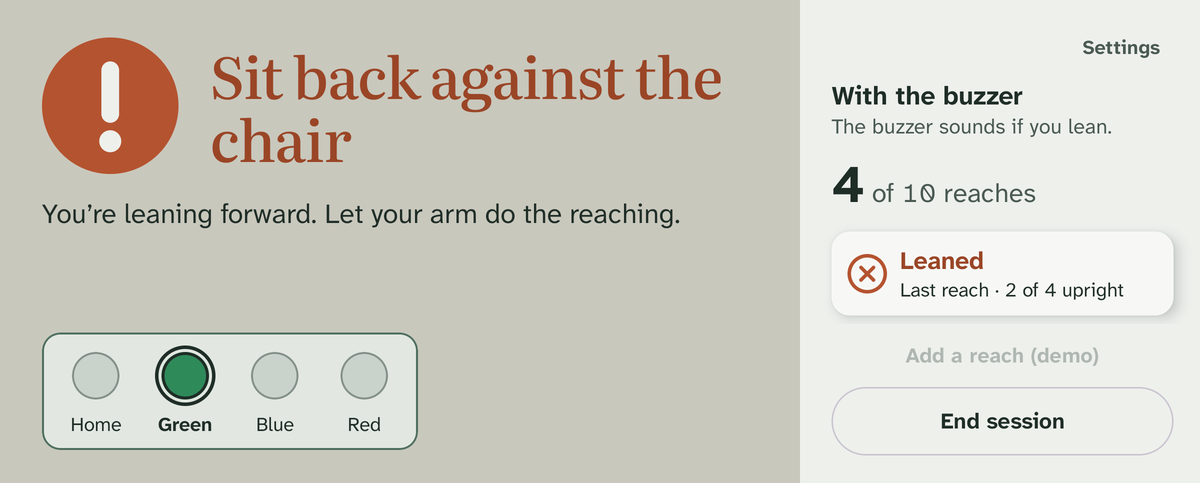 Sit back against the
chair
You’re leaning forward. Let your arm do the reaching.
Home
Green
Blue
Red
Settings
With the buzzer
The buzzer sounds if you lean.
4 of 10 reaches
Leaned
Last reach · 2 of 4 upright
Add a reach (demo)
End session